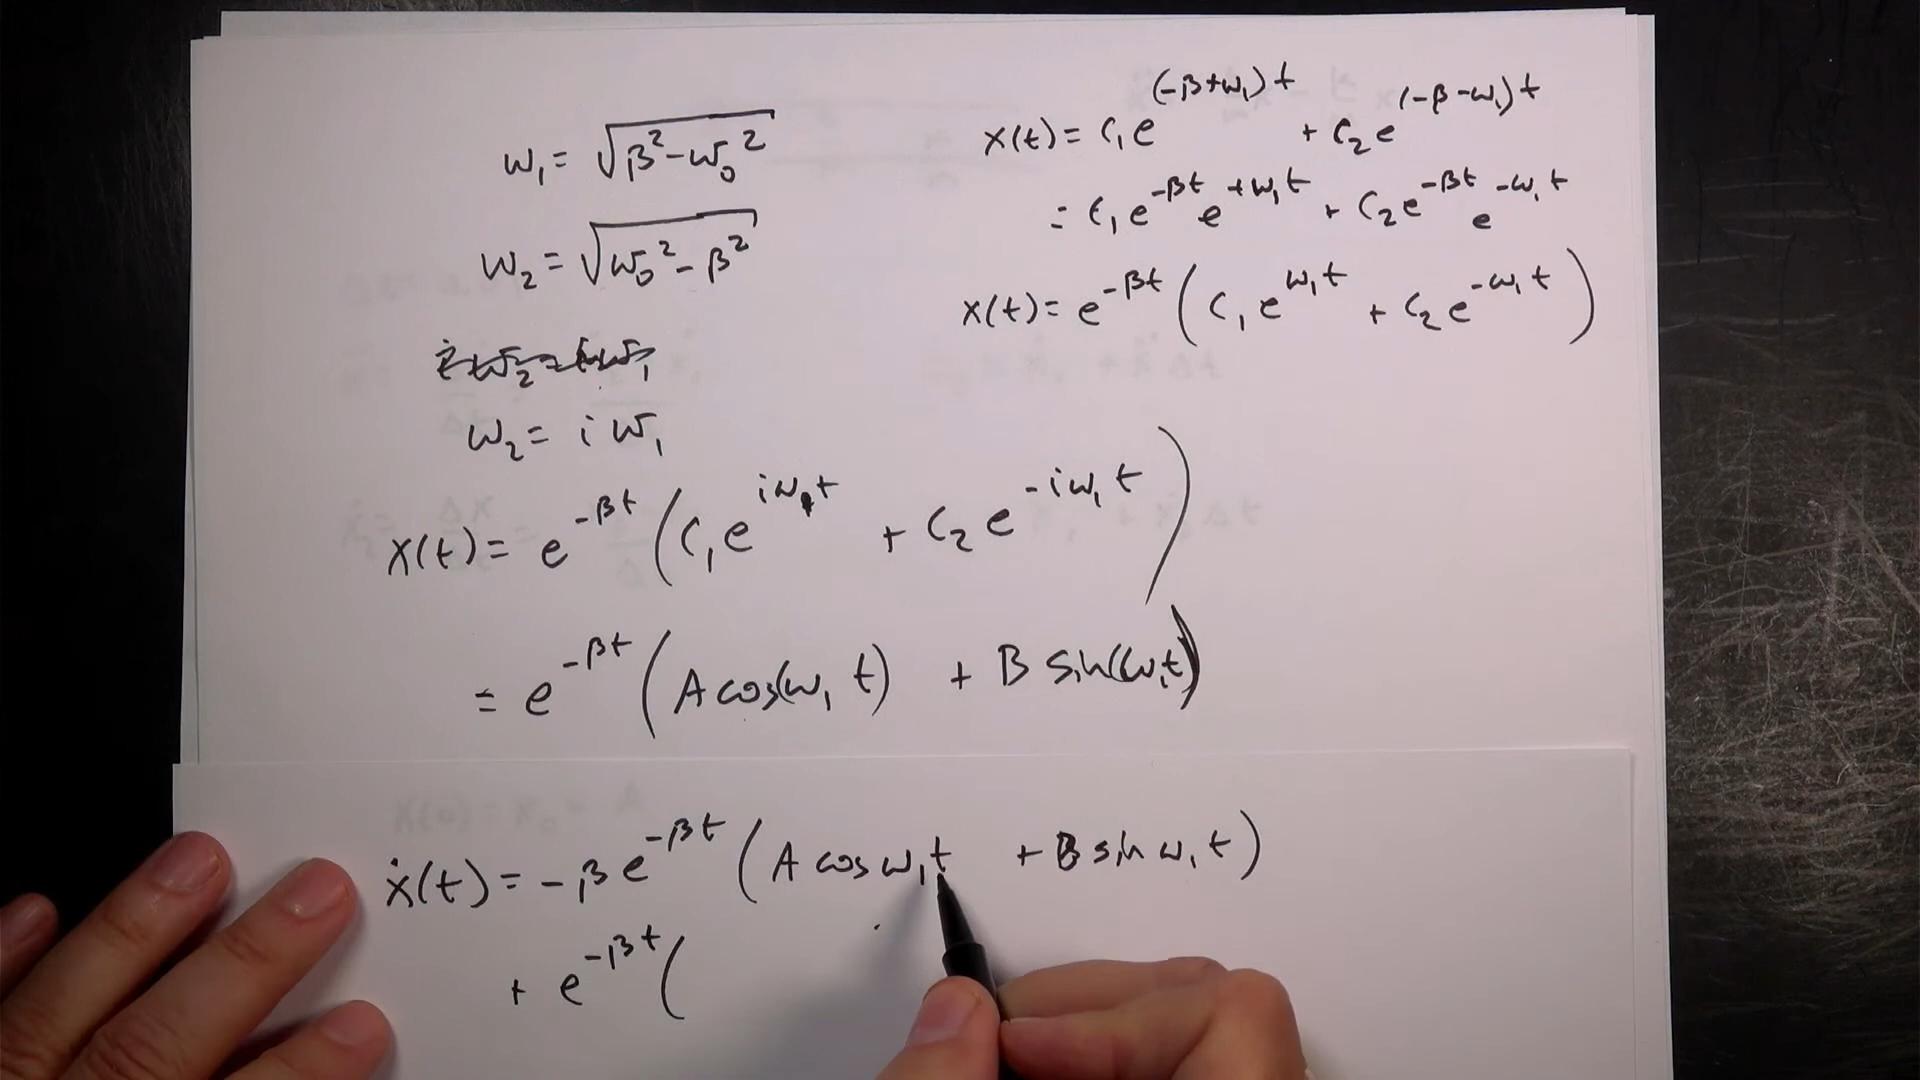 w₁ = √(β² - w₀²)
w₂ = √(w₀² - β²)
w₂ = i w₁
x(t) = c₁ e^(-β+w₁)t + c₂ e^(-β-w₁)t
= c₁ e^-βt e^+w₁t + c₂ e^-βt e^-w₁t
x(t) = e^-βt (c₁ e^w₁t + c₂ e^-w₁t)
x(t) = e^-βt (c₁ e^iw₁t + c₂ e^-iw₁t)
= e^-βt (A cos(w₁ t) + B sin(w₁t))
ẋ(t) = -β e^-βt (A cos w₁t + B sin w₁t)
+ e^-βt (